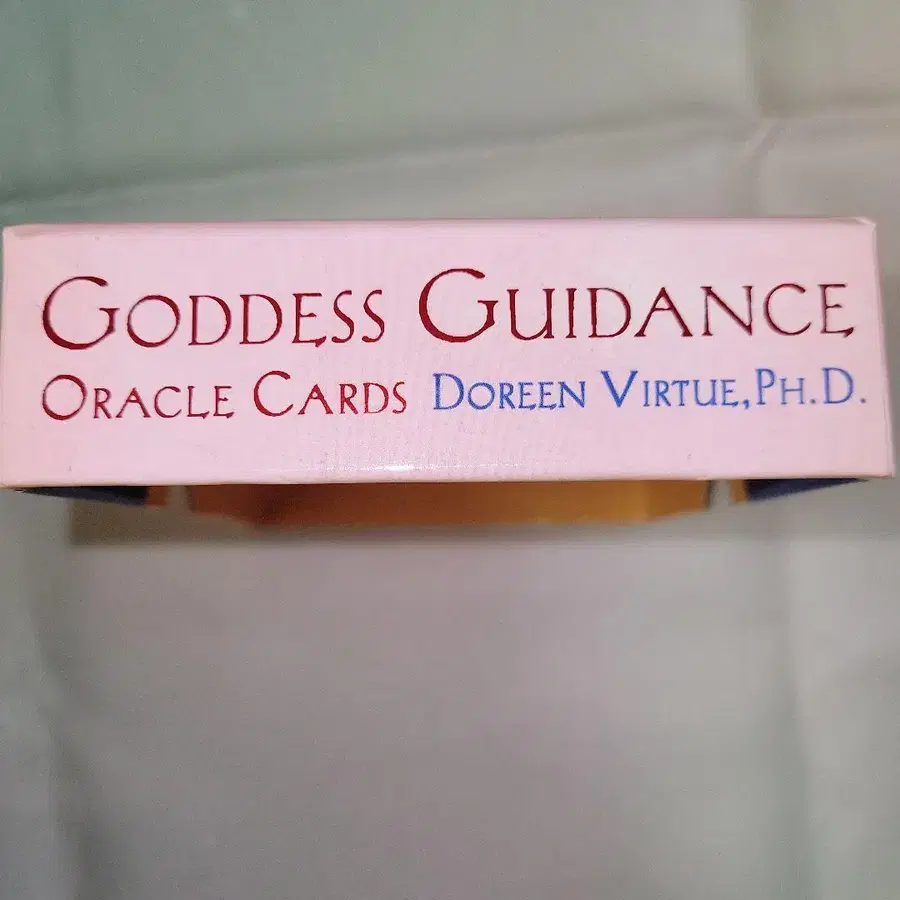 GODDESS GUIDANCE
ORACLE CARDS DOREEN VIRTUE, PH.D.